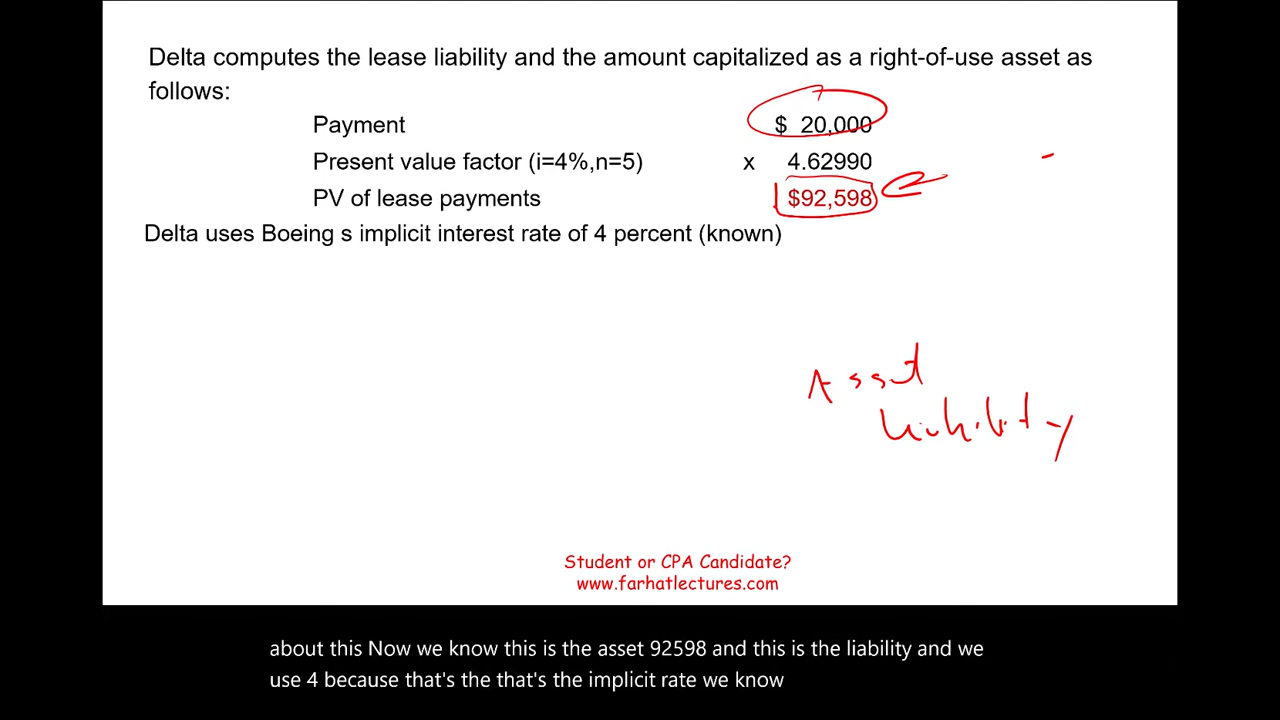 Delta computes the lease liability and the amount capitalized as a right-of-use asset as
follows:
Payment $ 20,000
Present value factor (i=4%,n=5) x 4.62990
PV of lease payments $92,598
Delta uses Boeing s implicit interest rate of 4 percent (known)
Asset
liability
Student or CPA Candidate?
www.farhatlectures.com
about this Now we know this is the asset 92598 and this is the liability and we
use 4 because that's the that's the implicit rate we know